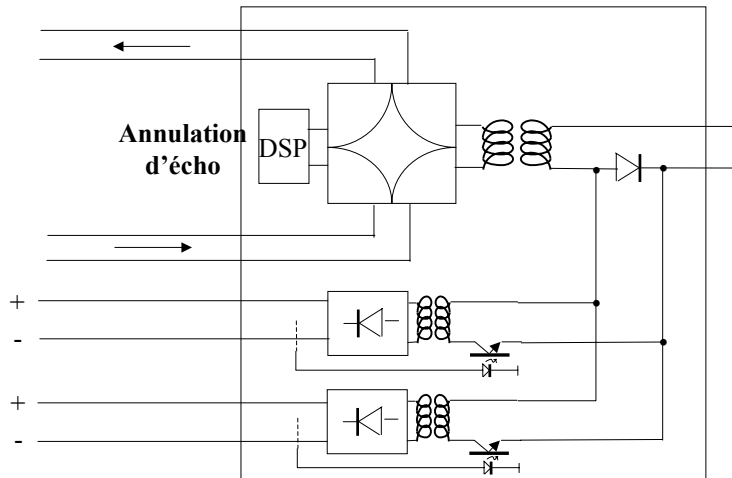 Annulation
d'écho
DSP
+
-
+
-